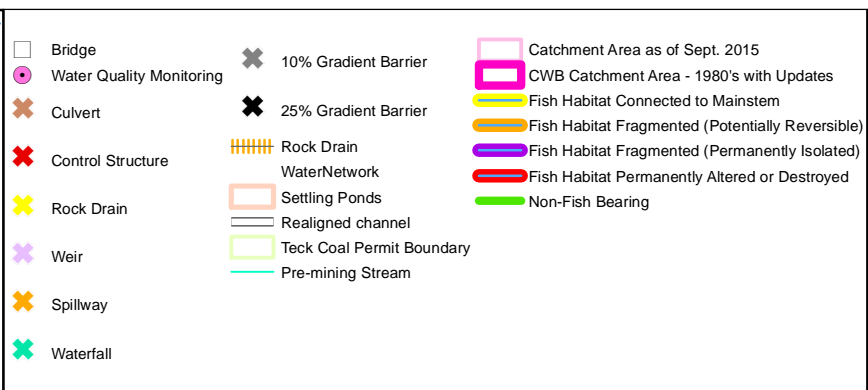 Bridge
Water Quality Monitoring
Culvert
Control Structure
Rock Drain
Weir
Spillway
Waterfall
10% Gradient Barrier
25% Gradient Barrier
Rock Drain
WaterNetwork
Settling Ponds
Realigned channel
Teck Coal Permit Boundary
Pre-mining Stream
Catchment Area as of Sept. 2015
CWB Catchment Area - 1980's with Updates
Fish Habitat Connected to Mainstem
Fish Habitat Fragmented (Potentially Reversible)
Fish Habitat Fragmented (Permanently Isolated)
Fish Habitat Permanently Altered or Destroyed
Non-Fish Bearing